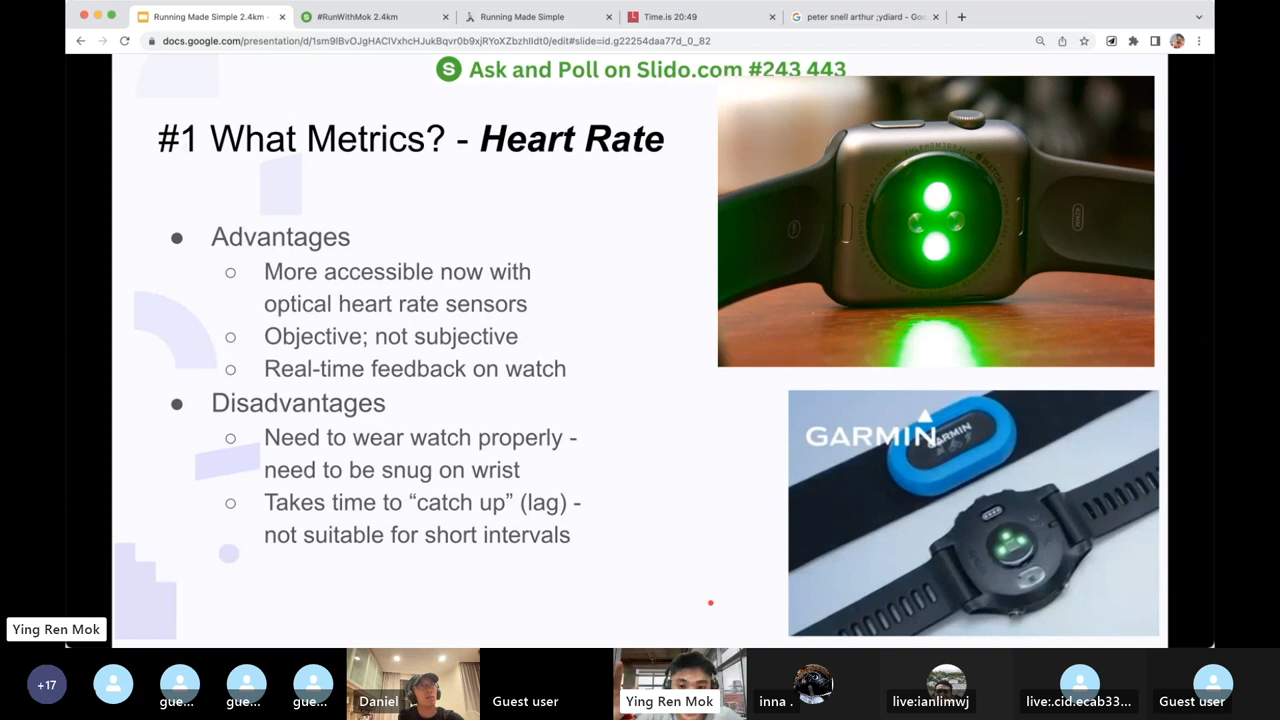 Running Made Simple 2.4km -
#RunWithMok 2.4km
Running Made Simple
Time.is 20:49
peter snell arthur ;ydiard - Goo
docs.google.com/presentation/d/1sm9lBvOJgHAClVxhcHJukBqvr0b9xjRYoXZbzhlIdt0/edit#slide=id.g22254daa77d_0_82
S Ask and Poll on Slido.com #243 443
#1 What Metrics? - Heart Rate
● Advantages
○ More accessible now with
optical heart rate sensors
○ Objective; not subjective
○ Real-time feedback on watch
● Disadvantages
○ Need to wear watch properly -
need to be snug on wrist
○ Takes time to “catch up” (lag) -
not suitable for short intervals
GARMIN
GARMIN
Ying Ren Mok
+17
gue...
gue...
gue...
Daniel
Guest user
Ying Ren Mok
inna .
live:ianlimwj
live:.cid.ecab33...
Guest user